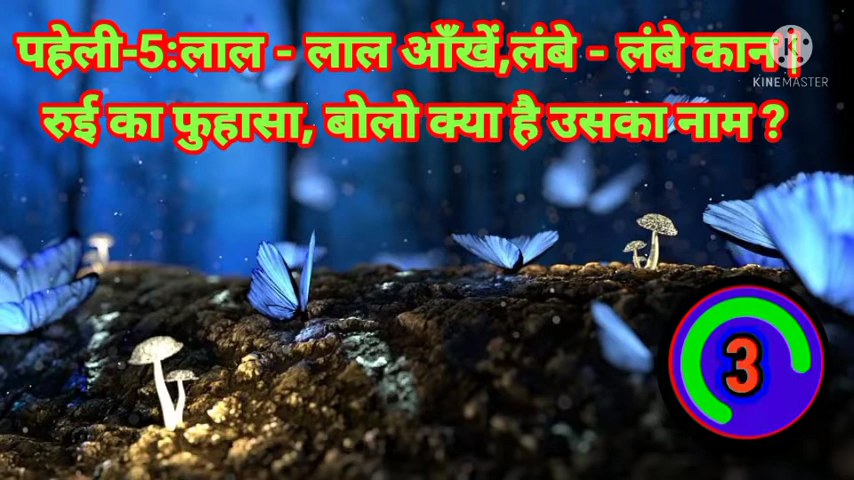 पहेली-5:लाल - लाल आँखें,लंबे - लंबे कान|
रुई का फुहासा, बोलो क्या है उसका नाम ?
K
KINEMASTER
3